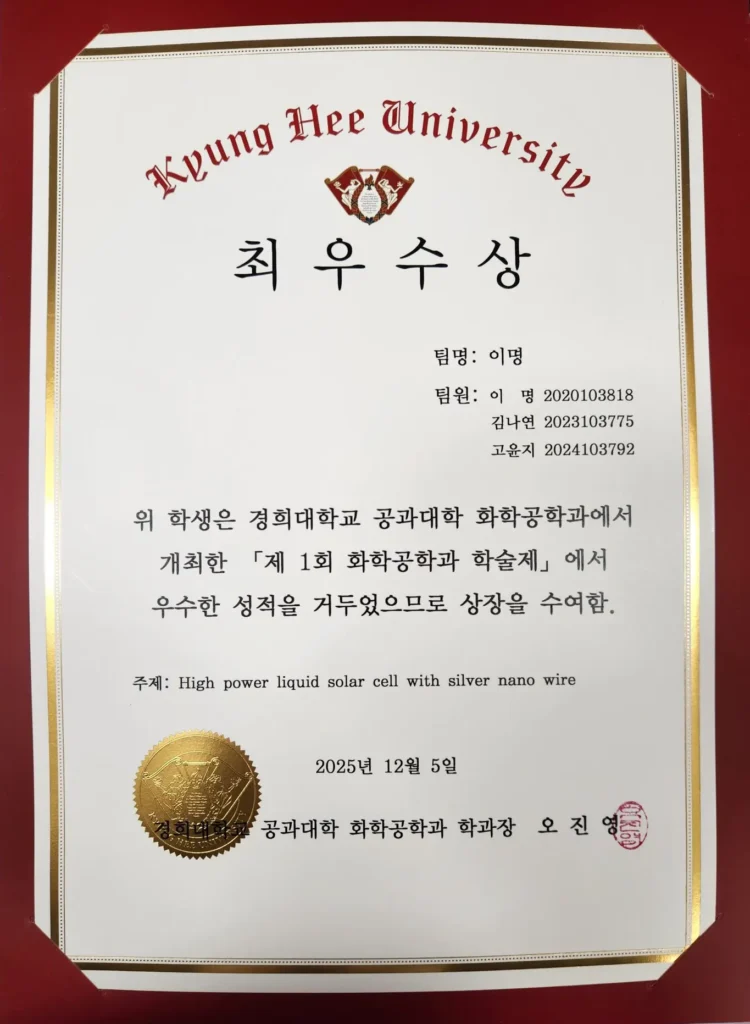 Kyung Hee University
최 우 수 상
팀명: 이명
팀원: 이 명 2020103818
김나연 2023103775
고윤지 2024103792
위 학생은 경희대학교 공과대학 화학공학과에서
개최한 「제 1회 화학공학과 학술제」에서
우수한 성적을 거두었으므로 상장을 수여함.
주제: High power liquid solar cell with silver nano wire
2025년 12월 5일
경희대학교 공과대학 화학공학과 학과장 오 진 영